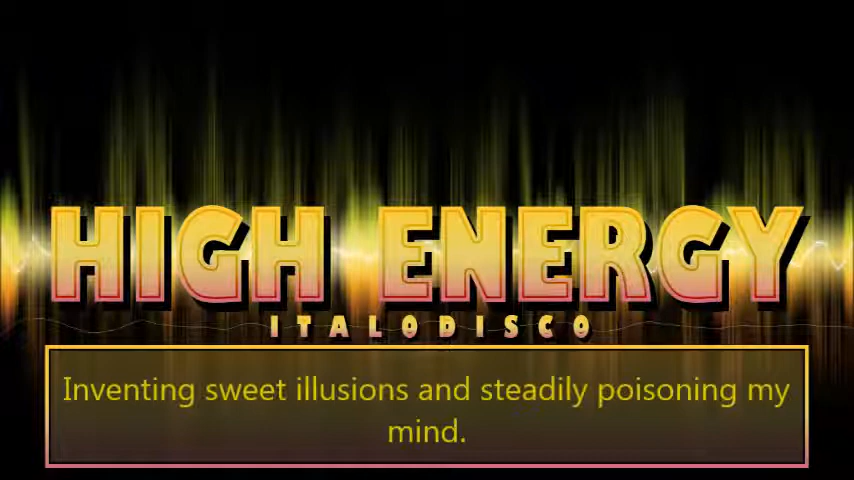 HIGH ENERGY
ITALODISCO
Inventing sweet illusions and steadily poisoning my
mind.